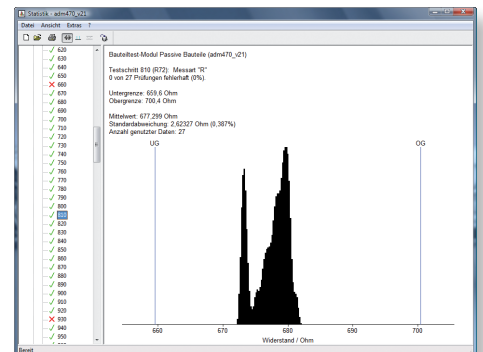 Statistik - adm470_v21
Datei Ansicht Extras ?
620
640
650
660
670
680
690
700
710
720
730
740
750
760
770
780
790
800
810
820
830
840
850
860
870
880
890
900
910
920
930
940
950
Bauteiltest-Modul Passive Bauteile (adm470_v21)
Testschritt 810 (R72): Messart "R"
0 von 27 Prüfungen fehlerhaft (0%).
Untergrenze: 659,6 Ohm
Obergrenze: 700,4 Ohm
Mittelwert: 677,299 Ohm
Standardabweichung: 2,62327 Ohm (0,387%)
Anzahl genutzter Daten: 27
UG OG
660 670 680 690 700
Widerstand / Ohm
Bereit